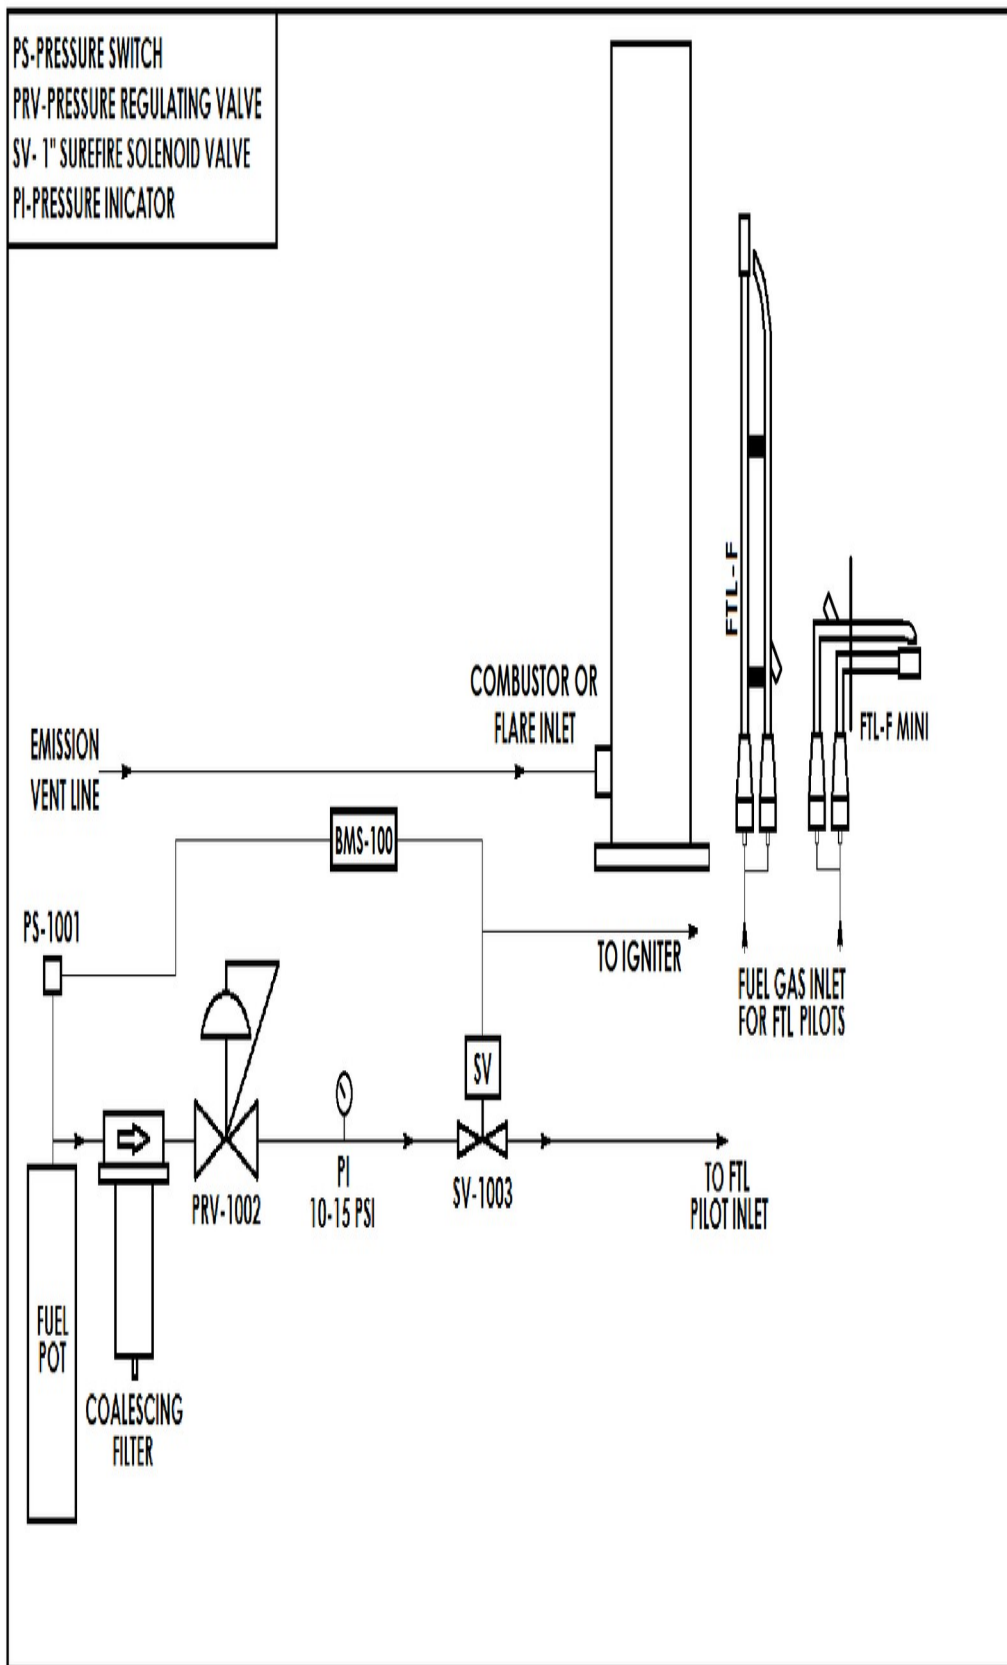 PS-PRESSURE SWITCH
PRV-PRESSURE REGULATING VALVE
SV- 1" SUREFIRE SOLENOID VALVE
PI-PRESSURE INICATOR
FTL-F
COMBUSTOR OR
FLARE INLET
FTL-F MINI
EMISSION
VENT LINE
BMS-100
PS-1001
TO IGNITER
FUEL GAS INLET
FOR FTL PILOTS
SV
PRV-1002
PI
10-15 PSI
SV-1003
TO FTL
PILOT INLET
FUEL
POT
COALESCING
FILTER